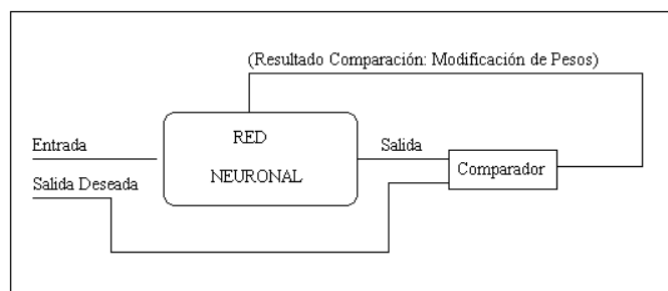 (Resultado Comparación: Modificación de Pesos)
RED
NEURONAL
Entrada
Salida
Comparador
Salida Deseada